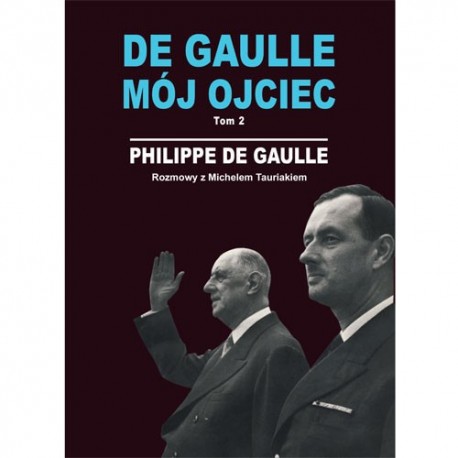 DE GAULLE
MÓJ OJCIEC
Tom 2
PHILIPPE DE GAULLE
Rozmowy z Michelem Tauriakiem